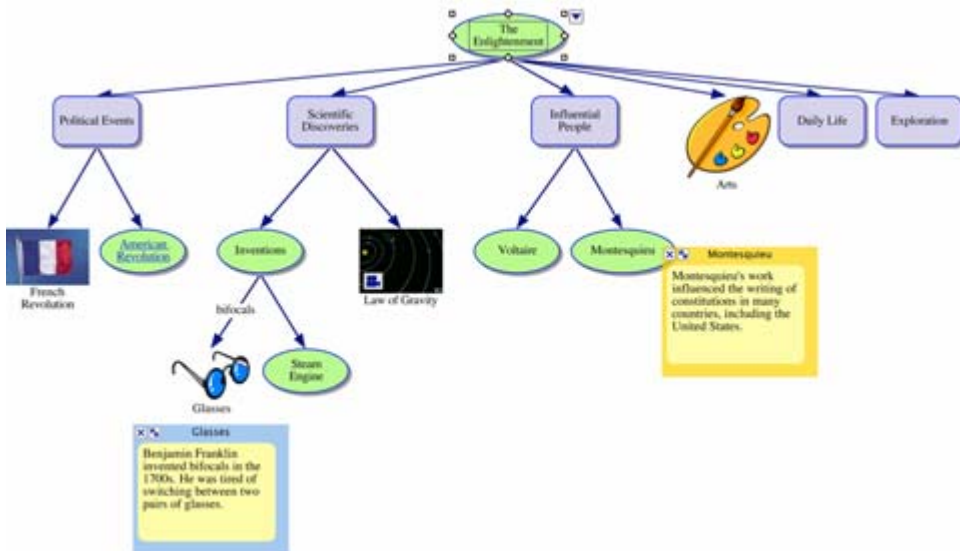 The
Enlightenment
Political Events
Scientific
Discoveries
Influential
People
Arts
Daily Life
Exploration
French
Revolution
American
Revolution
Inventions
Law of Gravity
Voltaire
Montesquieu
bifocals
Glasses
Steam
Engine
Montesquieu
Montesquieu's work
influenced the writing of
constitutions in many
countries, including the
United States.
Glasses
Benjamin Franklin
invented bifocals in the
1700s. He was tired of
switching between two
pairs of glasses.